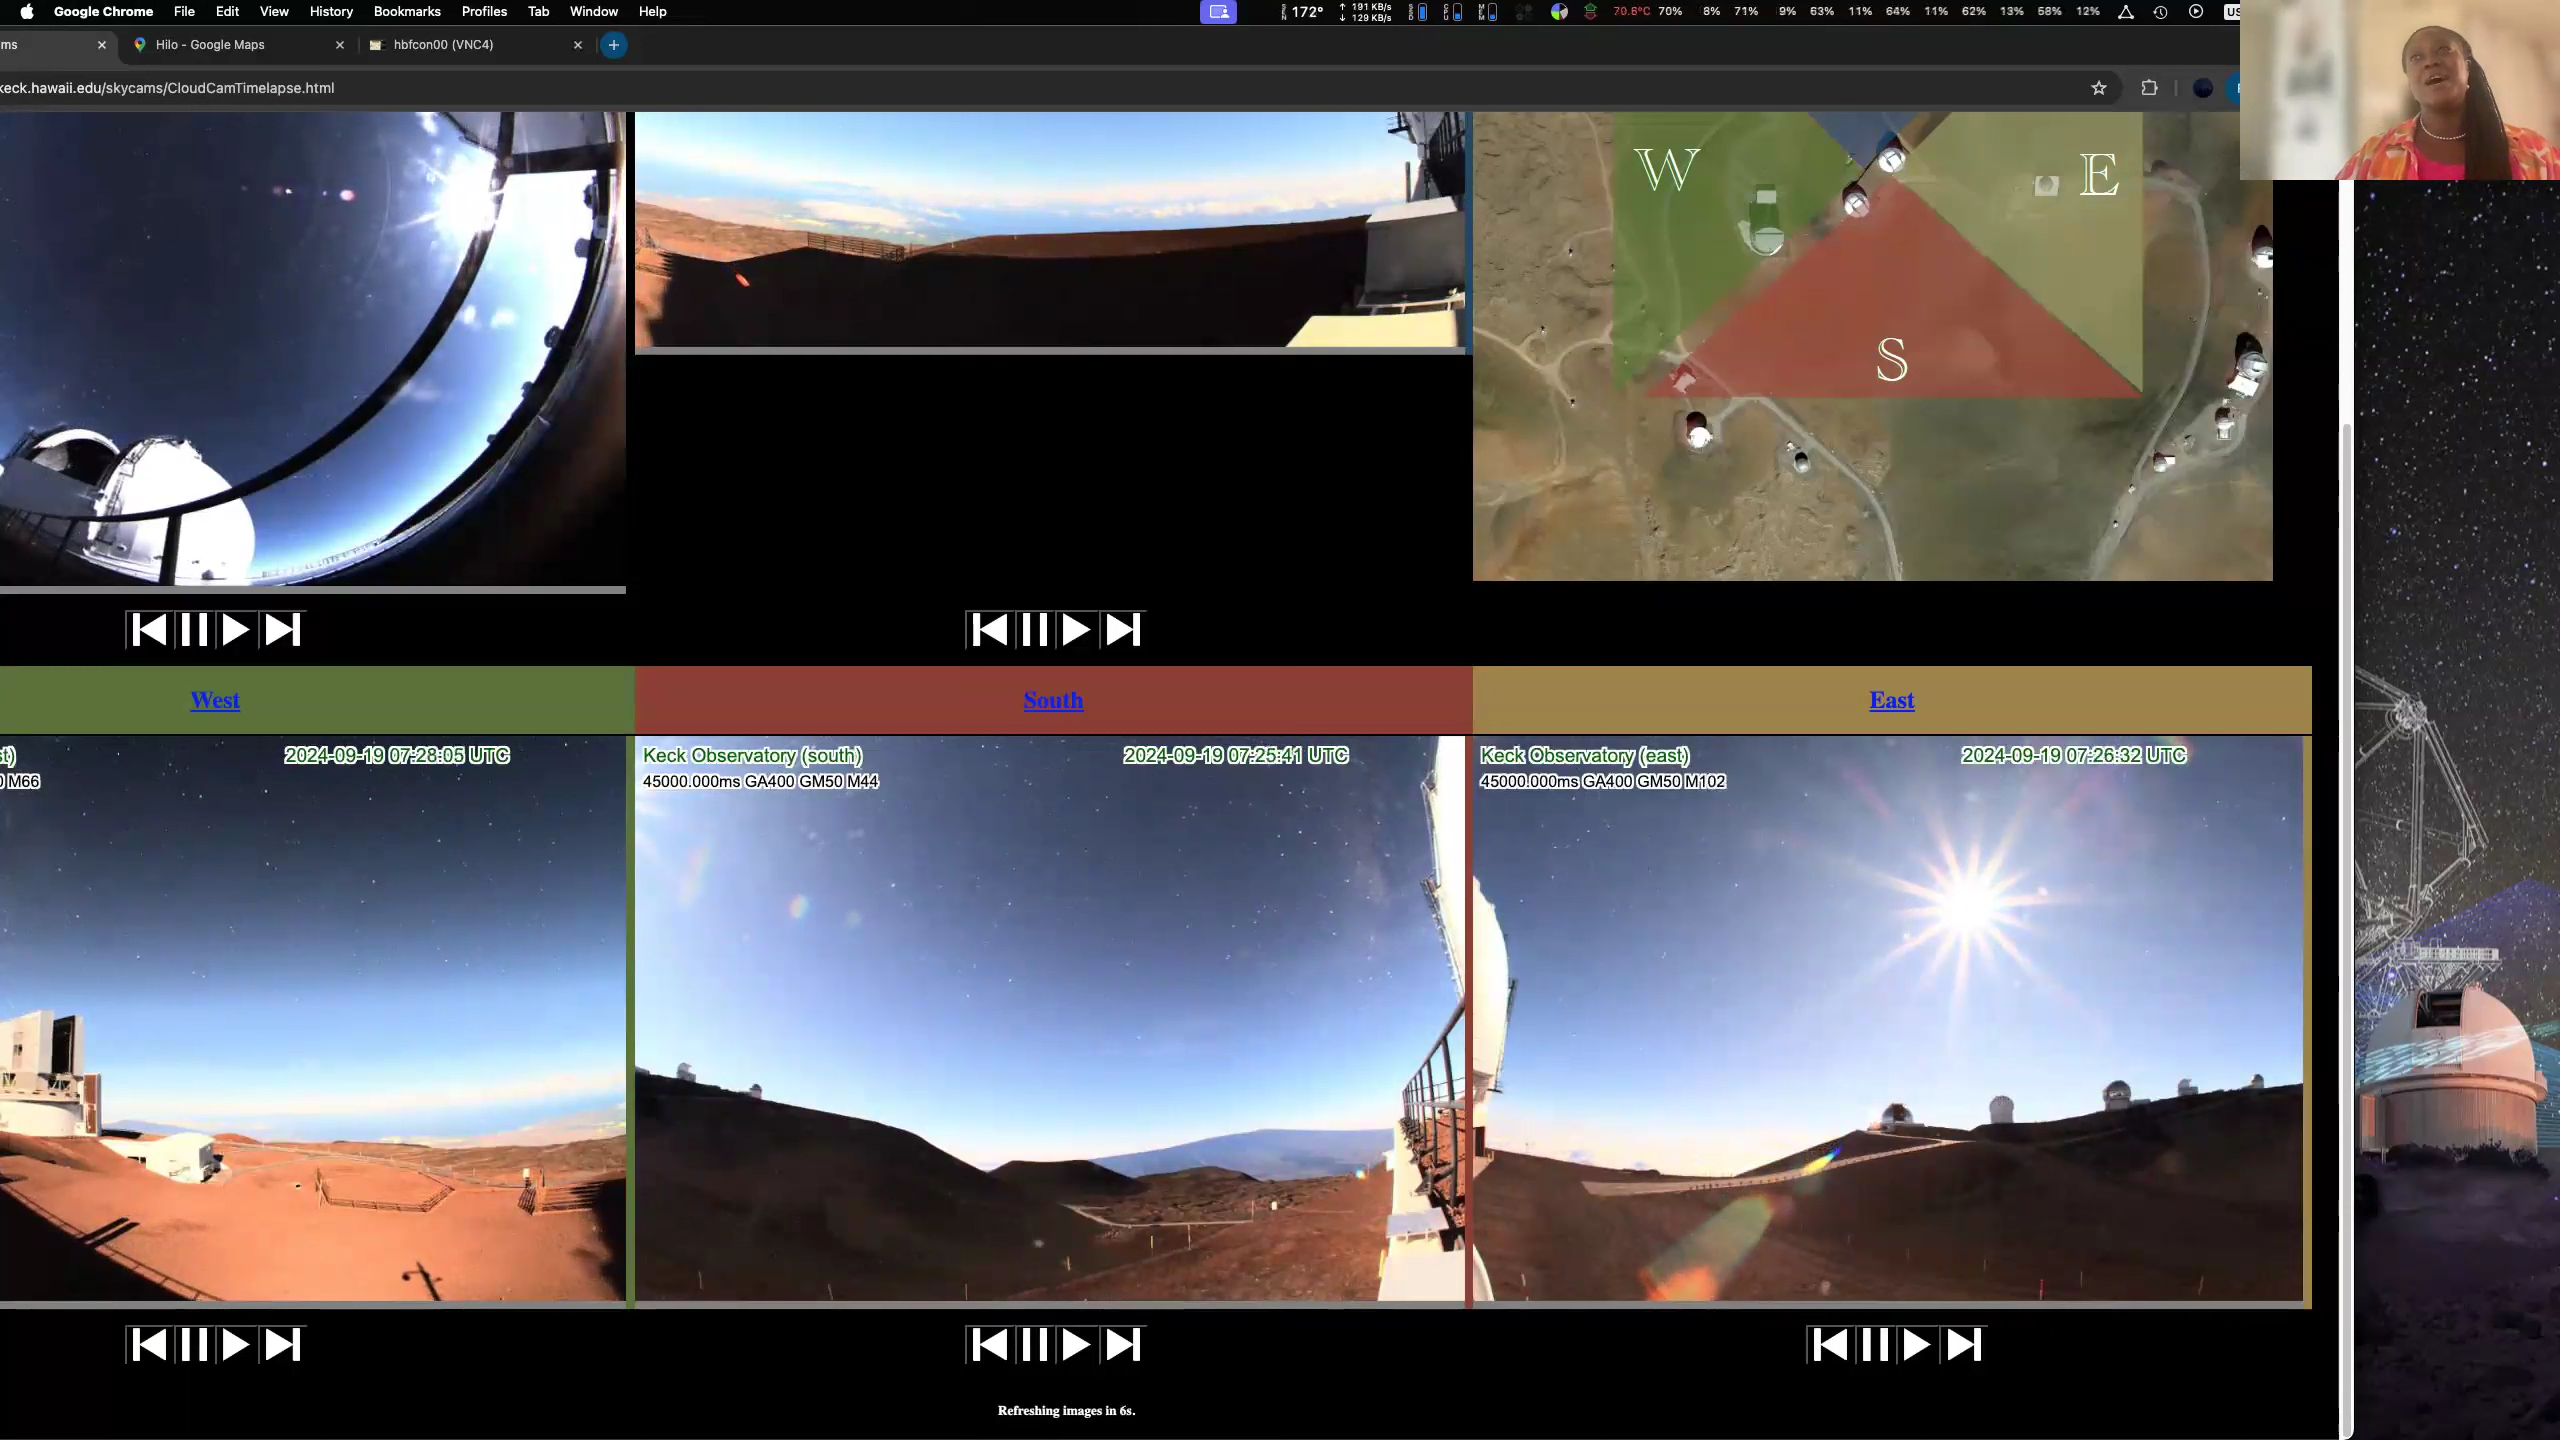 Google Chrome File Edit View History Bookmarks Profiles Tab Window Help
172° 191 KB/s 129 KB/s 70% 8% 71% 9% 63% 11% 64% 11% 62% 13% 58% 12% US
ms Hilo - Google Maps hbfcon00 (VNC4)
keck.hawaii.edu/skycams/CloudCamTimelapse.html
W E
S
West South East
st) 2024-09-19 07:28:05 UTC
M66
Keck Observatory (south) 2024-09-19 07:25:41 UTC
45000.000ms GA400 GM50 M44
Keck Observatory (east) 2024-09-19 07:26:32 UTC
45000.000ms GA400 GM50 M102
Refreshing images in 6s.